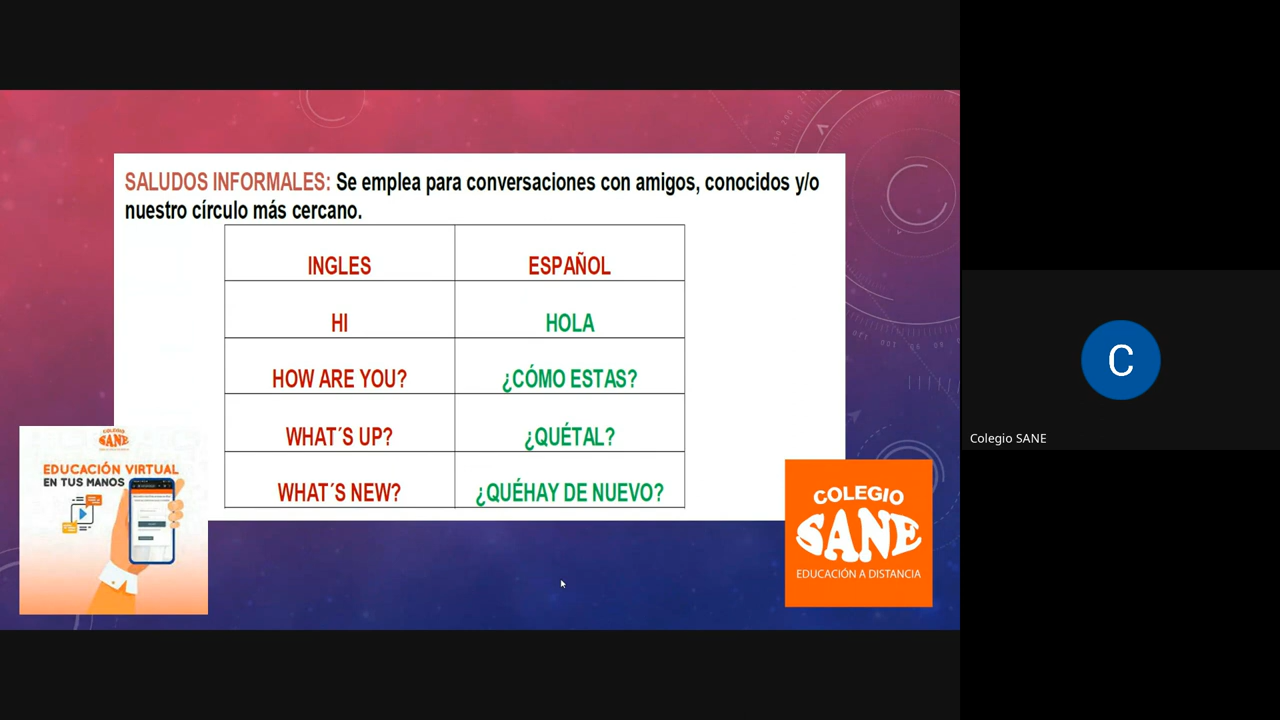 SALUDOS INFORMALES: Se emplea para conversaciones con amigos, conocidos y/o
nuestro círculo más cercano.
INGLES ESPAÑOL
HI HOLA
HOW ARE YOU? ¿CÓMO ESTAS?
WHAT´S UP? ¿QUÉTAL?
WHAT´S NEW? ¿QUÉHAY DE NUEVO?
COLEGIO
SANE
EDUCACIÓN VIRTUAL
EN TUS MANOS
COLEGIO
SANE
EDUCACIÓN A DISTANCIA
C
Colegio SANE